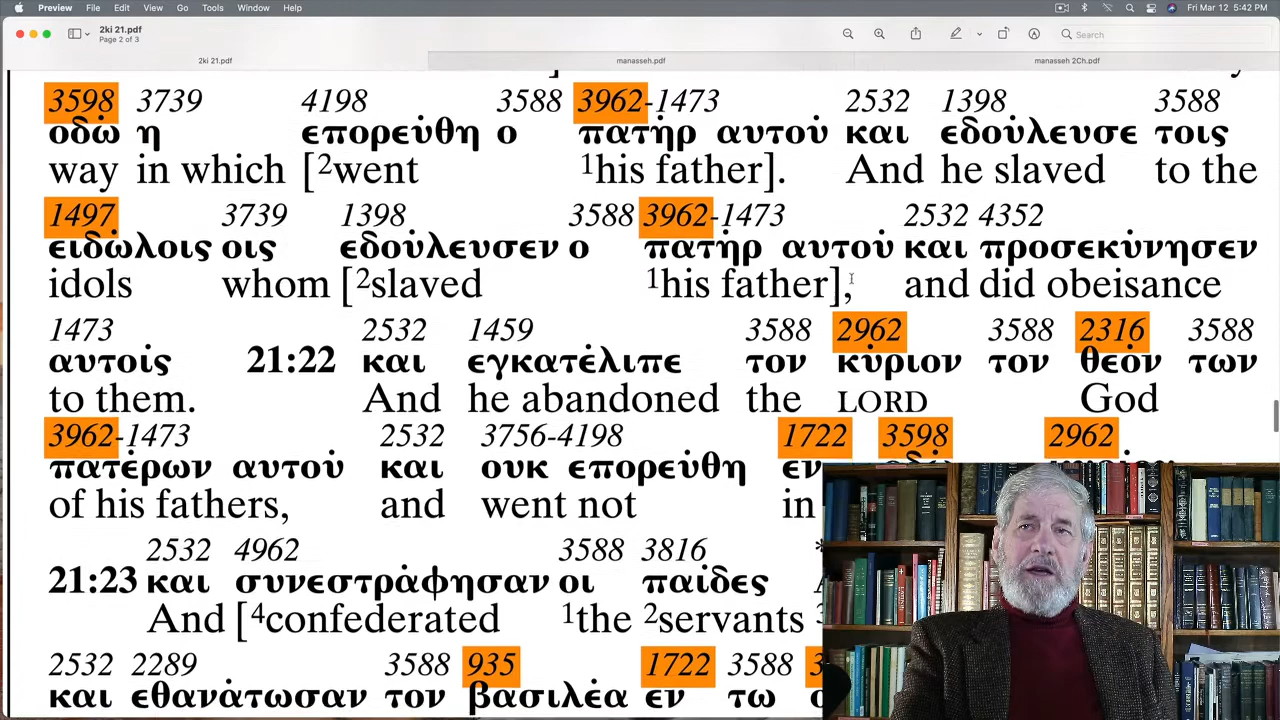 Preview File Edit View Go Tools Window Help Fri Mar 12 5:42 PM
2ki 21.pdf
Page 2 of 3
Search
2ki 21.pdf manasseh.pdf manasseh 2Ch.pdf
3598 3739 4198 3588 3962-1473 2532 1398 3588
οδώ η επορεύθη ο πατήρ αυτού και εδούλευσε τοις
way in which [2went 1his father]. And he slaved to the
1497 3739 1398 3588 3962-1473 2532 4352
ειδώλοις οις εδούλευσεν ο πατήρ αυτού και προσεκύνησεν
idols whom [2slaved 1his father], and did obeisance
1473 2532 1459 3588 2962 3588 2316 3588
αυτοίς 21:22 και εγκατέλιπε τον κύριον τον θεόν των
to them. And he abandoned the LORD God
3962-1473 2532 3756-4198 1722 3598 2962
πατέρων αυτού και ουκ επορεύθη εν
of his fathers, and went not in
2532 4962 3588 3816 *
21:23 και συνεστράφησαν οι παίδες
And [4confederated 1the 2servants
2532 2289 3588 935 1722 3588
και εθανάτωσαν τον βασιλέα εν τω